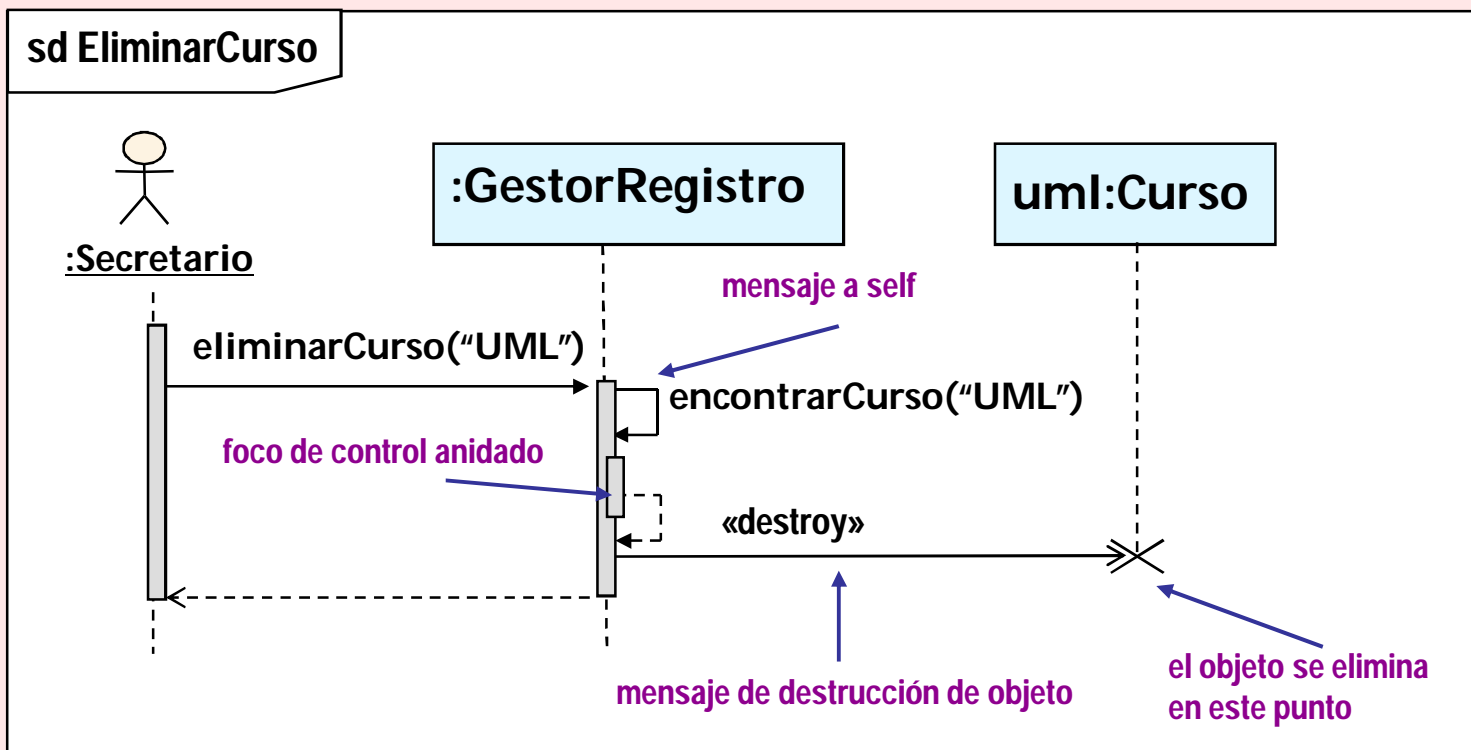 sd EliminarCurso
:Secretario
:GestorRegistro
uml:Curso
mensaje a self
eliminarCurso(“UML”)
encontrarCurso(“UML”)
foco de control anidado
«destroy»
mensaje de destrucción de objeto
el objeto se elimina
en este punto